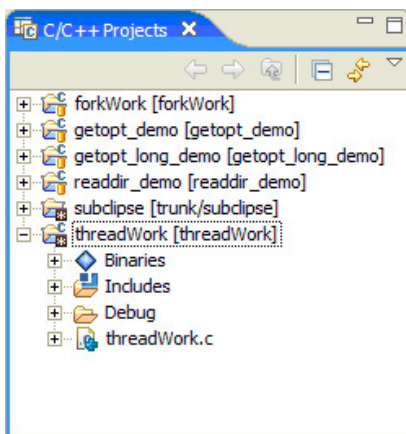 C/C++ Projects
forkWork [forkWork]
getopt_demo [getopt_demo]
getopt_long_demo [getopt_long_demo]
readdir_demo [readdir_demo]
subclipse [trunk/subclipse]
threadWork [threadWork]
Binaries
Includes
Debug
threadWork.c